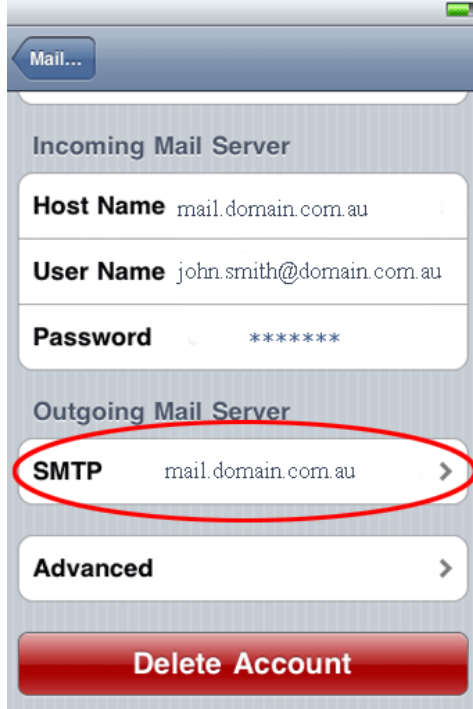 Mail...
Incoming Mail Server
Host Name mail.domain.com.au
User Name john.smith@domain.com.au
Password *******
Outgoing Mail Server
SMTP mail.domain.com.au
Advanced
Delete Account